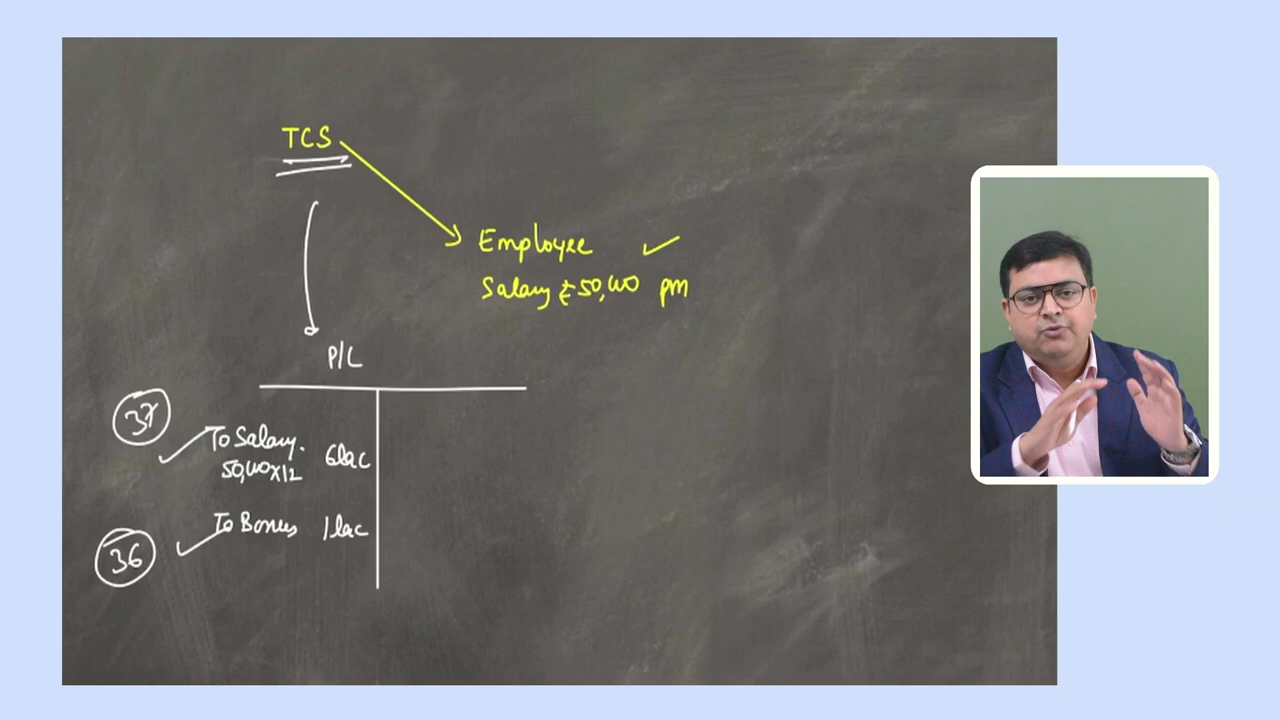 TCS
Employee
Salary ₹50,000 pm
P/L
37
To Salary. 6lac
50,000x12
To Bonus 1lac
36